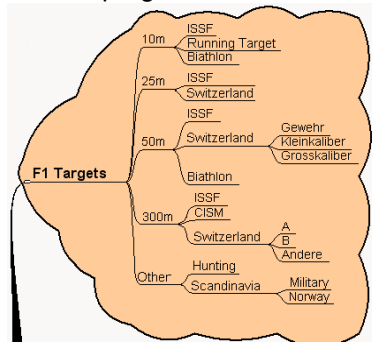 10m
ISSF
Running Target
Biathlon
25m
ISSF
Switzerland
50m
ISSF
Switzerland
Gewehr
Kleinkaliber
Grosskaliber
Biathlon
F1 Targets
300m
ISSF
CISM
Switzerland
A
B
Andere
Other
Hunting
Scandinavia
Military
Norway